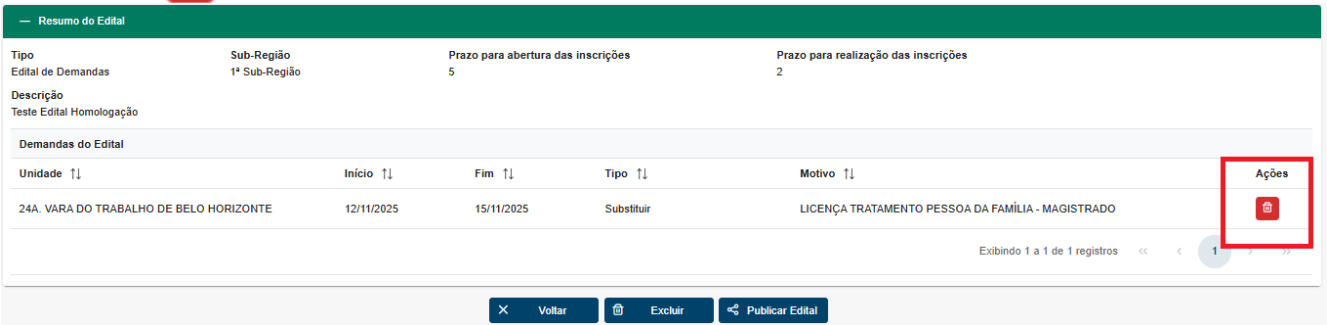 — Resumo do Edital
Tipo Sub-Região Prazo para abertura das inscrições Prazo para realização das inscrições
Edital de Demandas 1ª Sub-Região 5 2
Descrição
Teste Edital Homologação
Demandas do Edital
Unidade ↑↓ Início ↑↓ Fim ↑↓ Tipo ↑↓ Motivo ↑↓ Ações
24A. VARA DO TRABALHO DE BELO HORIZONTE 12/11/2025 15/11/2025 Substituir LICENÇA TRATAMENTO PESSOA DA FAMÍLIA - MAGISTRADO
Exibindo 1 a 1 de 1 registros << < 1 > >>
Voltar Excluir Publicar Edital